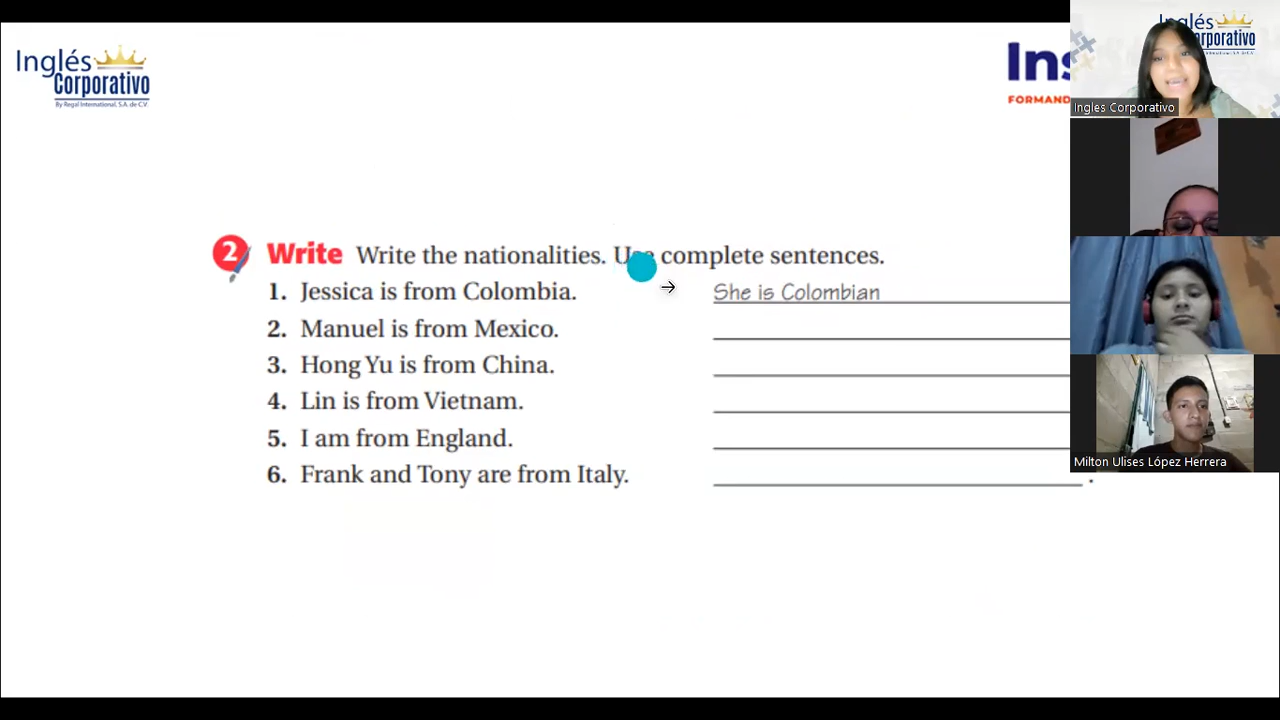 Inglés
Corporativo
By Regal International, S.A. de C.V.
FORMAND
Inglés
Corporativo
Ingles Corporativo
2 Write Write the nationalities. Use complete sentences.
1. Jessica is from Colombia. → She is Colombian
2. Manuel is from Mexico.
3. Hong Yu is from China.
4. Lin is from Vietnam.
5. I am from England.
6. Frank and Tony are from Italy. .
Milton Ulises López Herrera